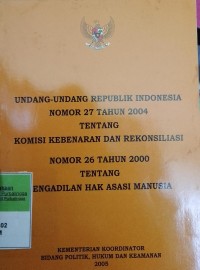 UNDANG-UNDANG REPUBLIK INDONESIA
NOMOR 27 TAHUN 2004
TENTANG
KOMISI KEBENARAN DAN REKONSILIASI
NOMOR 26 TAHUN 2000
TENTANG
PENGADILAN HAK ASASI MANUSIA
KEMENTERIAN KOORDINATOR
BIDANG POLITIK, HUKUM DAN KEAMANAN
2005